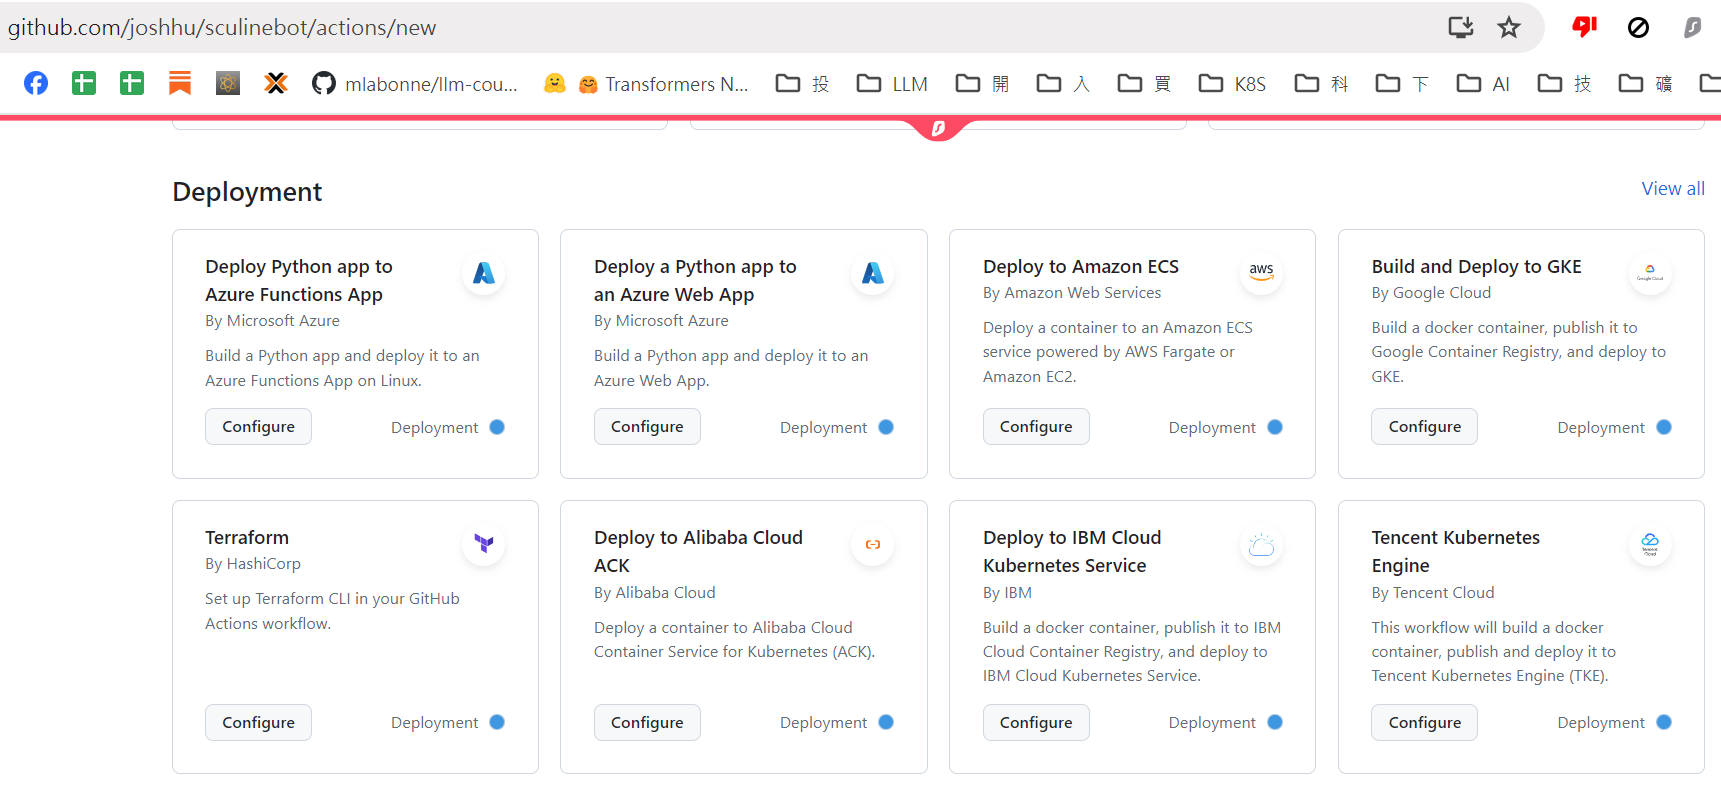 github.com/joshhu/sculinebot/actions/new
mlabonne/llm-cou... Transformers N... 投 LLM 開 入 買 K8S 科 下 AI 技 礦
Deployment
View all
Deploy Python app to
Azure Functions App
By Microsoft Azure
Build a Python app and deploy it to an
Azure Functions App on Linux.
Configure
Deployment
Deploy a Python app to
an Azure Web App
By Microsoft Azure
Build a Python app and deploy it to an
Azure Web App.
Configure
Deployment
Deploy to Amazon ECS
By Amazon Web Services
aws
Deploy a container to an Amazon ECS
service powered by AWS Fargate or
Amazon EC2.
Configure
Deployment
Build and Deploy to GKE
By Google Cloud
Google Cloud
Build a docker container, publish it to
Google Container Registry, and deploy to
GKE.
Configure
Deployment
Terraform
By HashiCorp
Set up Terraform CLI in your GitHub
Actions workflow.
Configure
Deployment
Deploy to Alibaba Cloud
ACK
By Alibaba Cloud
Deploy a container to Alibaba Cloud
Container Service for Kubernetes (ACK).
Configure
Deployment
Deploy to IBM Cloud
Kubernetes Service
By IBM
Build a docker container, publish it to IBM
Cloud Container Registry, and deploy to
IBM Cloud Kubernetes Service.
Configure
Deployment
Tencent Kubernetes
Engine
Tencent
Cloud
By Tencent Cloud
This workflow will build a docker
container, publish and deploy it to
Tencent Kubernetes Engine (TKE).
Configure
Deployment